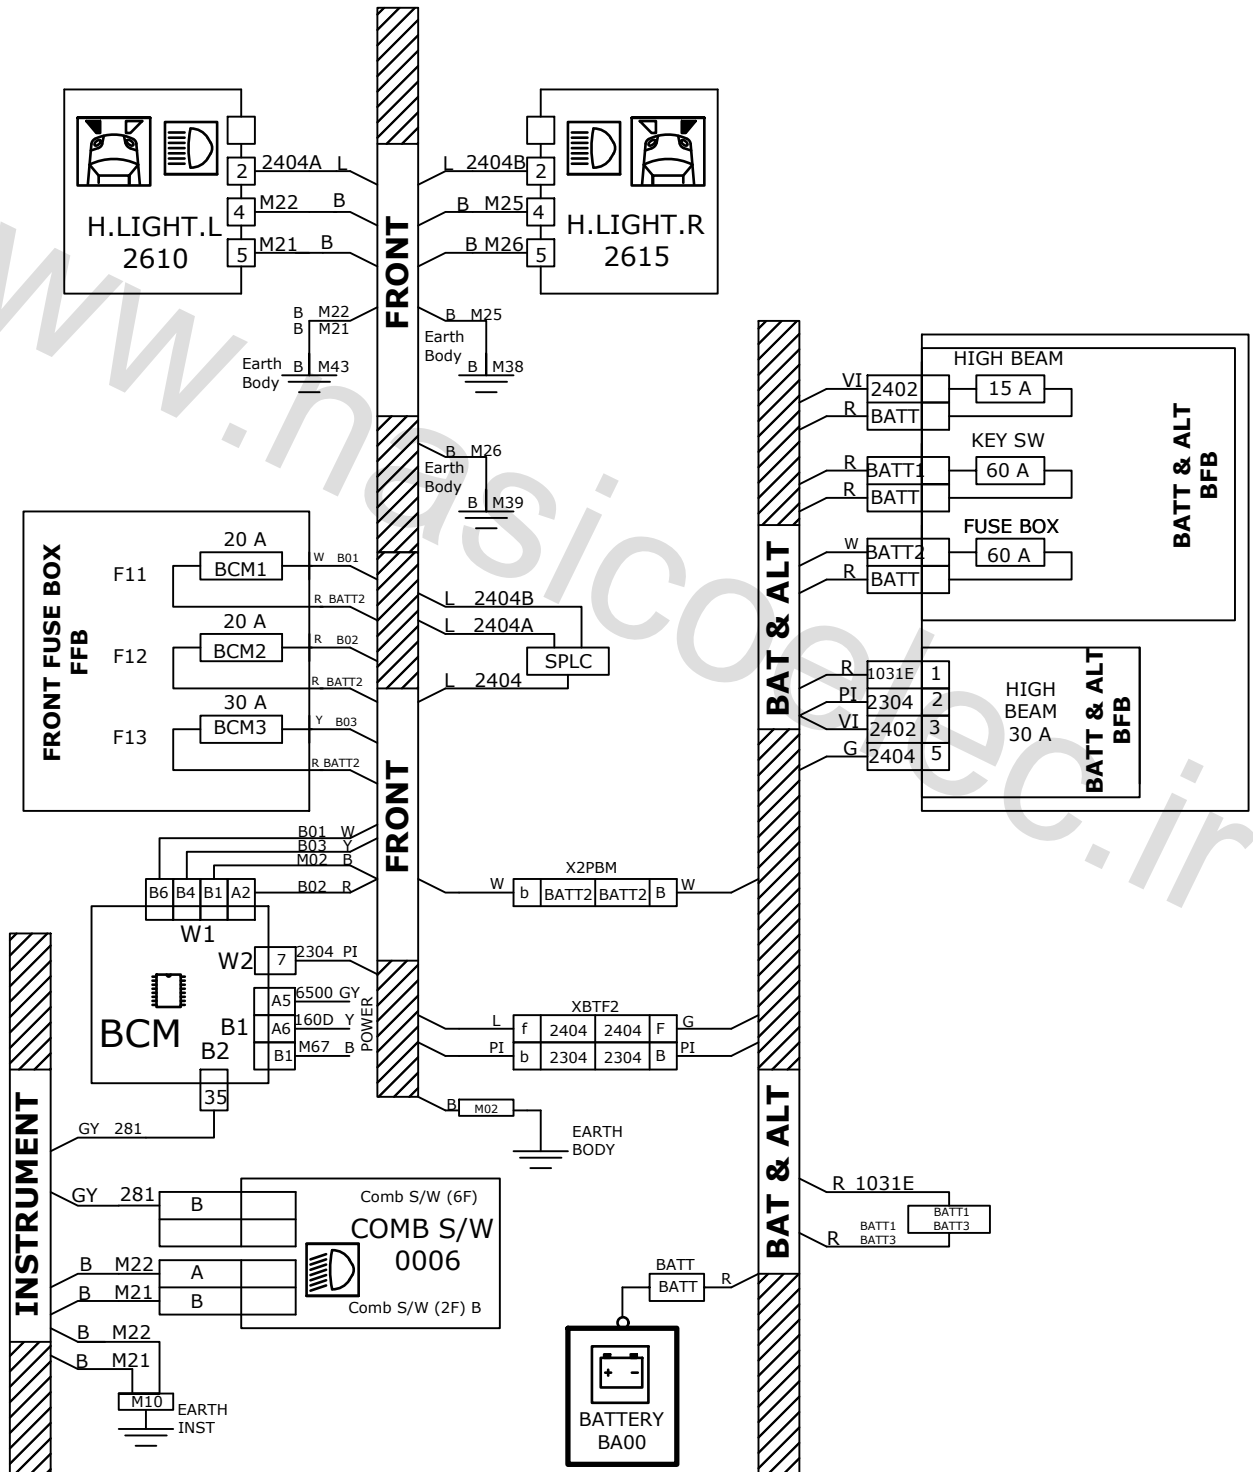 www.nasicoelec.ir
2 2404A L
4 M22 B
5 M21 B
H.LIGHT.L
2610
FRONT
L 2404B 2
B M25 4
B M26 5
H.LIGHT.R
2615
B M22
B M21
Earth
Body
B M43
B M25
Earth
Body
B M38
B M26
Earth
Body
B M39
HIGH BEAM
VI 2402 15 A
R BATT
KEY SW
R BATT1 60 A
R BATT
FUSE BOX
W BATT2 60 A
R BATT
BATT & ALT
BFB
BAT & ALT
R 1031E 1
PI 2304 2
VI 2402 3
G 2404 5
HIGH
BEAM
30 A
BATT & ALT
BFB
FRONT FUSE BOX
FFB
20 A
F11 BCM1 W B01
R BATT2
20 A
F12 BCM2 R B02
R BATT2
30 A
F13 BCM3 Y B03
R BATT2
L 2404B
L 2404A
SPLC
L 2404
FRONT
B01 W
B03 Y
M02 B
B02 R
B6 B4 B1 A2
W1
W2 7 2304 PI
BCM
B1
A5 6500 GY
A6 160D Y
B1 M67 B
POWER
B2
35
GY 281
X2PBM
W b BATT2 BATT2 B W
XBTF2
L f 2404 2404 F G
PI b 2304 2304 B PI
B M02
EARTH
BODY
INSTRUMENT
GY 281 B
Comb S/W (6F)
COMB S/W
0006
Comb S/W (2F) B
B M22 A
B M21 B
B M22
B M21
M10
EARTH
INST
BAT & ALT
R 1031E
BATT1
BATT3
R BATT1
BATT3
BATT
BATT R
+ -
BATTERY
BA00